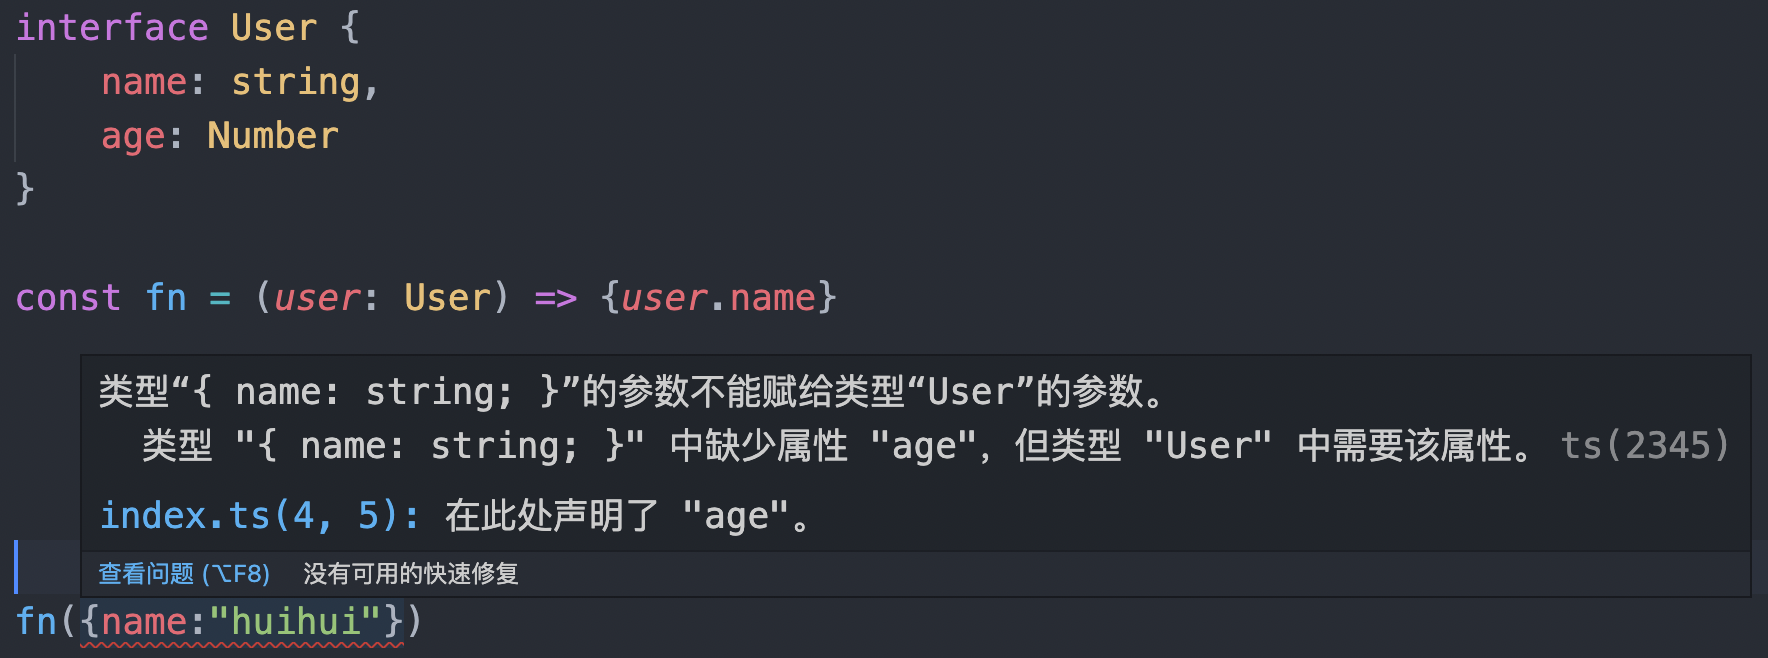 interface User {
name: string,
age: Number
}
const fn = (user: User) => {user.name}
类型“{ name: string; }”的参数不能赋给类型“User”的参数。
类型 "{ name: string; }" 中缺少属性 "age"，但类型 "User" 中需要该属性。 ts(2345)
index.ts(4, 5): 在此处声明了 "age"。
查看问题 (⌥F8) 没有可用的快速修复
fn({name:"huihui"})